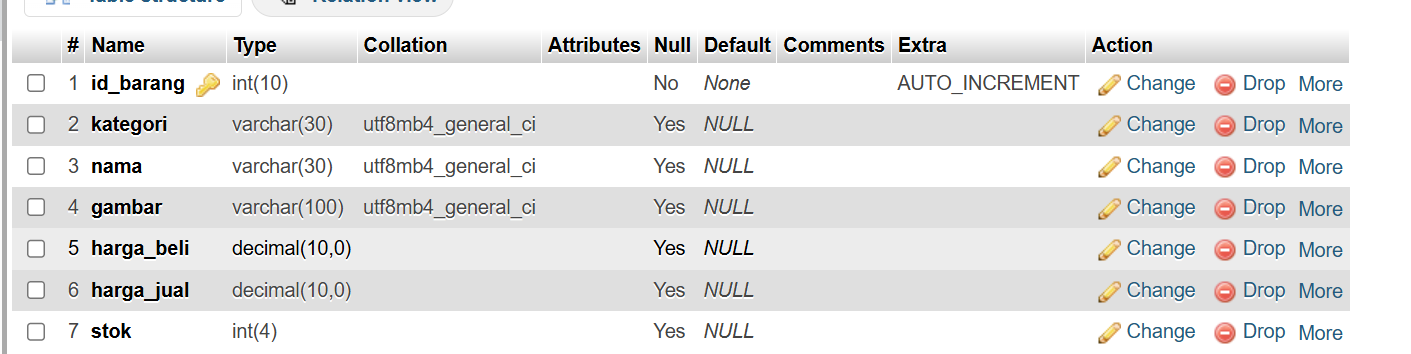 Table structure Relation view
# Name Type Collation Attributes Null Default Comments Extra Action
1 id_barang int(10) No None AUTO_INCREMENT Change Drop More
2 kategori varchar(30) utf8mb4_general_ci Yes NULL Change Drop More
3 nama varchar(30) utf8mb4_general_ci Yes NULL Change Drop More
4 gambar varchar(100) utf8mb4_general_ci Yes NULL Change Drop More
5 harga_beli decimal(10,0) Yes NULL Change Drop More
6 harga_jual decimal(10,0) Yes NULL Change Drop More
7 stok int(4) Yes NULL Change Drop More